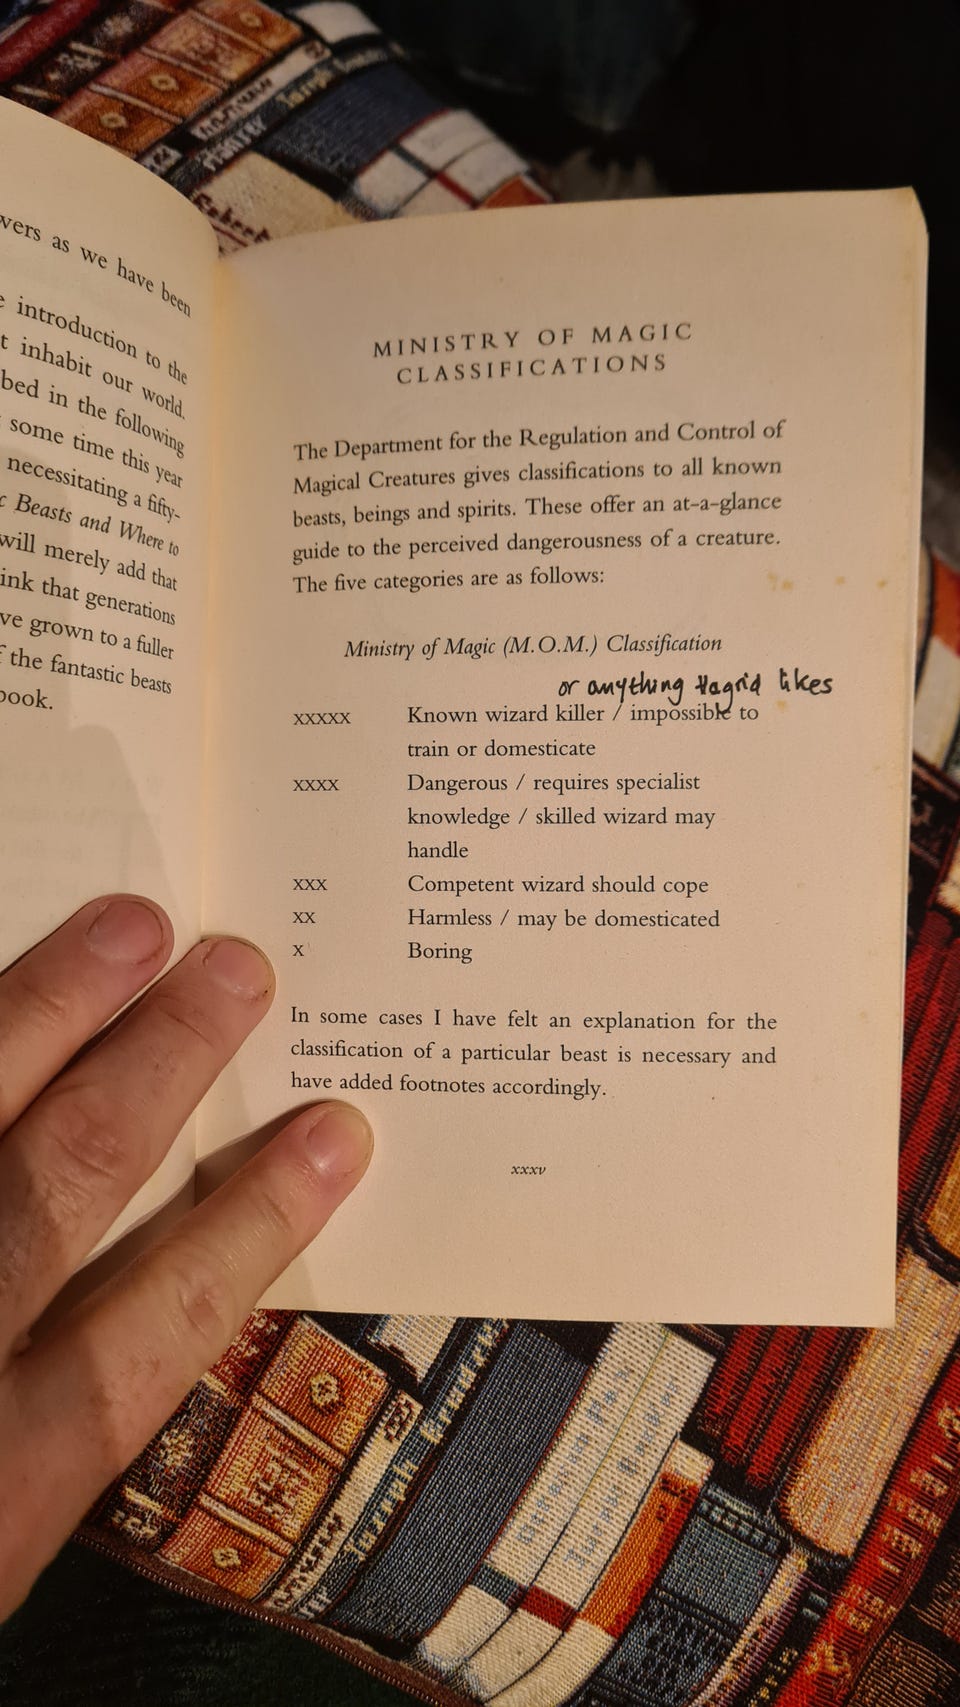 wers as we have been
introduction to the
inhabit our world.
bed in the following
some time this year
necessitating a fifty-
Beasts and Where to
will merely add that
ink that generations
ve grown to a fuller
the fantastic beasts
book.
MINISTRY OF MAGIC
CLASSIFICATIONS
The Department for the Regulation and Control of
Magical Creatures gives classifications to all known
beasts, beings and spirits. These offer an at-a-glance
guide to the perceived dangerousness of a creature.
The five categories are as follows:
Ministry of Magic (M.O.M.) Classification
or anything Hagrid likes
XXXXX Known wizard killer / impossible to
train or domesticate
XXXX Dangerous / requires specialist
knowledge / skilled wizard may
handle
XXX Competent wizard should cope
XX Harmless / may be domesticated
X Boring
In some cases I have felt an explanation for the
classification of a particular beast is necessary and
have added footnotes accordingly.
xxxv
Joseph